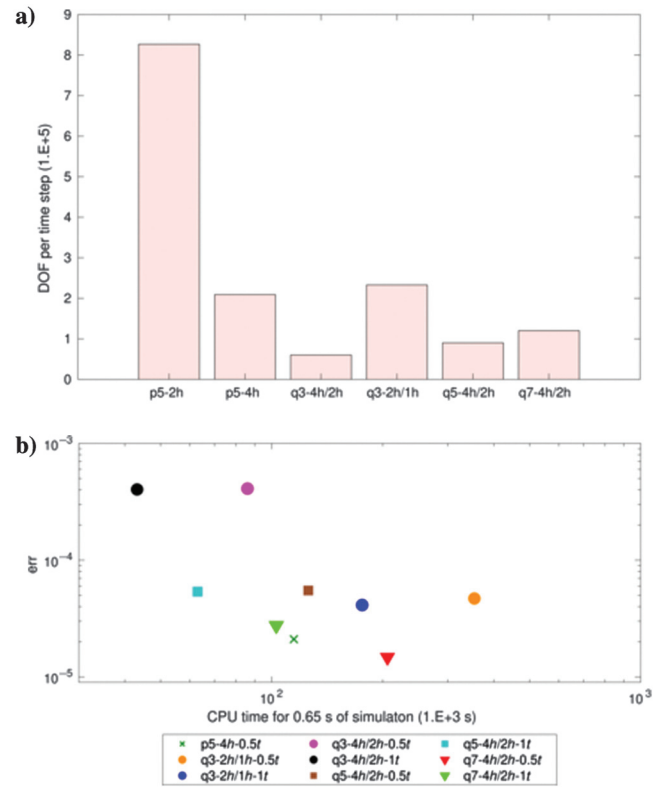 a)
9
8
7
6
5
4
3
2
1
0
DOF per time step (1.E+5)
p5-2h p5-4h q3-4h/2h q3-2h/1h q5-4h/2h q7-4h/2h
b)
10⁻³
10⁻⁴
10⁻⁵
err
10² 10³
CPU time for 0.65 s of simulaton (1.E+3 s)
p5-4h-0.5t q3-4h/2h-0.5t q5-4h/2h-1t
q3-2h/1h-0.5t q3-4h/2h-1t q7-4h/2h-0.5t
q3-2h/1h-1t q5-4h/2h-0.5t q7-4h/2h-1t